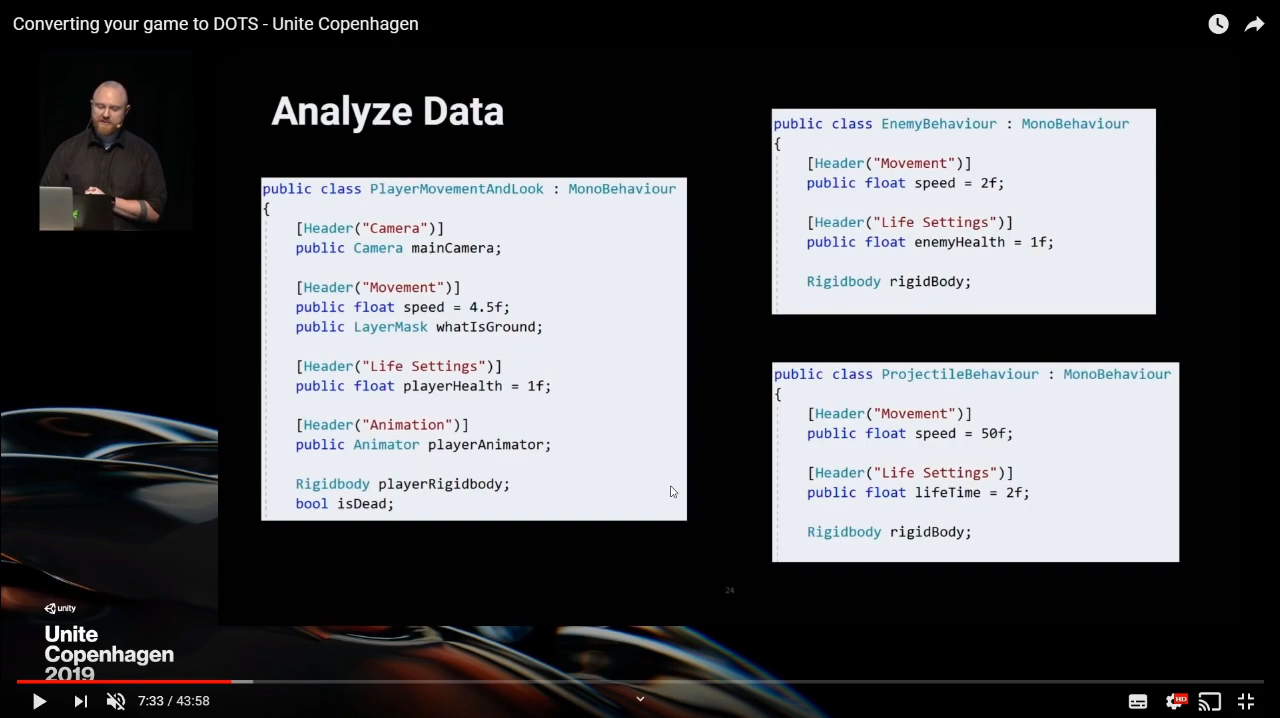 Converting your game to DOTS - Unite Copenhagen
Analyze Data
public class PlayerMovementAndLook : MonoBehaviour
{
[Header("Camera")]
public Camera mainCamera;
[Header("Movement")]
public float speed = 4.5f;
public LayerMask whatIsGround;
[Header("Life Settings")]
public float playerHealth = 1f;
[Header("Animation")]
public Animator playerAnimator;
Rigidbody playerRigidbody;
bool isDead;
public class EnemyBehaviour : MonoBehaviour
{
[Header("Movement")]
public float speed = 2f;
[Header("Life Settings")]
public float enemyHealth = 1f;
Rigidbody rigidBody;
public class ProjectileBehaviour : MonoBehaviour
{
[Header("Movement")]
public float speed = 50f;
[Header("Life Settings")]
public float lifeTime = 2f;
Rigidbody rigidBody;
24
unity
Unite
Copenhagen
2019
7:33 / 43:58
HD